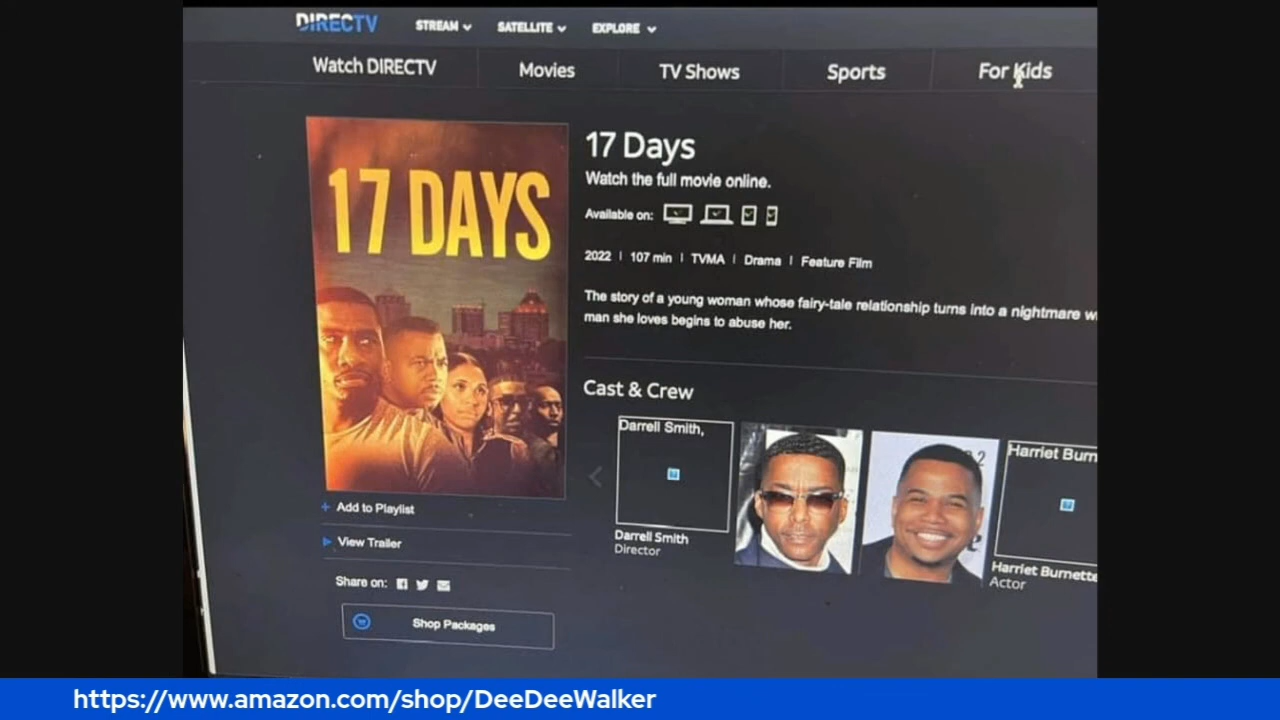 DIRECTV
STREAM
SATELLITE
EXPLORE
Watch DIRECTV
Movies
TV Shows
Sports
For Kids
17 DAYS
17 Days
Watch the full movie online.
Available on:
2022 | 107 min | TVMA | Drama | Feature Film
The story of a young woman whose fairy-tale relationship turns into a nightmare
man she loves begins to abuse her.
Cast & Crew
Darrell Smith,
Harriet Burn
2
Darrell Smith
Director
Harriet Burnette
Actor
+ Add to Playlist
View Trailer
Share on:
Shop Packages
https://www.amazon.com/shop/DeeDeeWalker